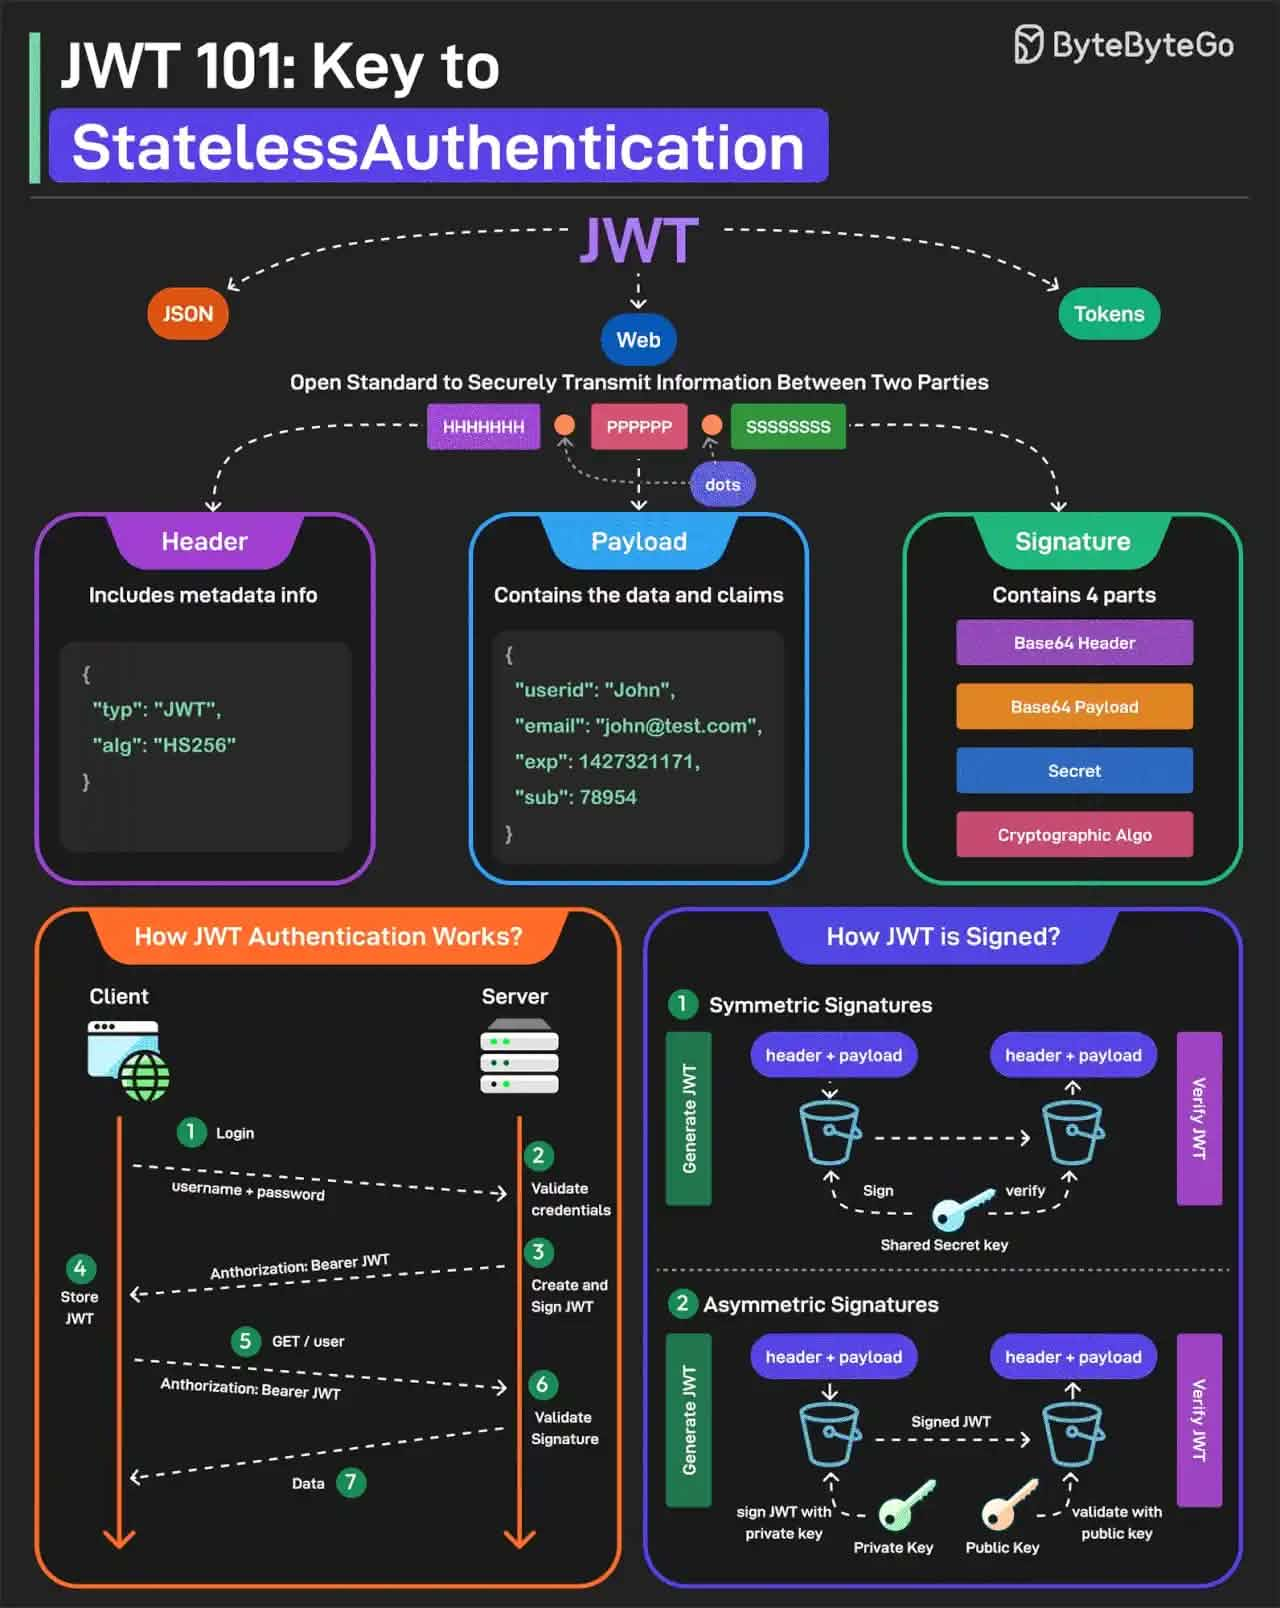 JWT 101: Key to
StatelessAuthentication
ByteByteGo
JWT
JSON
Web
Tokens
Open Standard to Securely Transmit Information Between Two Parties
HHHHHHH
PPPPPP
SSSSSSSS
dots
Header
Includes metadata info
{
"typ": "JWT",
"alg": "HS256"
}
Payload
Contains the data and claims
{
"userid": "John",
"email": "john@test.com",
"exp": 1427321171,
"sub": 78954
}
Signature
Contains 4 parts
Base64 Header
Base64 Payload
Secret
Cryptographic Algo
How JWT Authentication Works?
Client
Server
1 Login
username + password
2
Validate
credentials
3
Create and
Sign JWT
Anthorization: Bearer JWT
4
Store
JWT
5 GET / user
Anthorization: Bearer JWT
6
Validate
Signature
Data 7
How JWT is Signed?
1 Symmetric Signatures
Generate JWT
header + payload
header + payload
Verify JWT
Sign
verify
Shared Secret key
2 Asymmetric Signatures
Generate JWT
header + payload
header + payload
Verify JWT
Signed JWT
sign JWT with
private key
Private Key
Public Key
validate with
public key